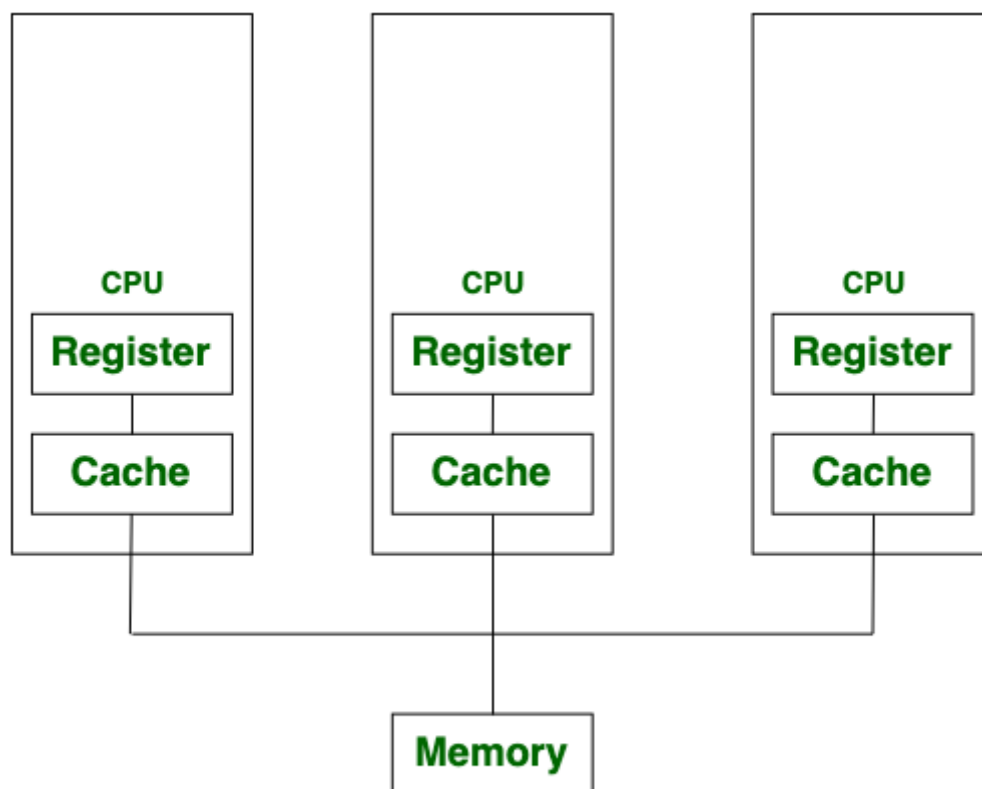 CPU
CPU
CPU
Register
Register
Register
Cache
Cache
Cache
Memory